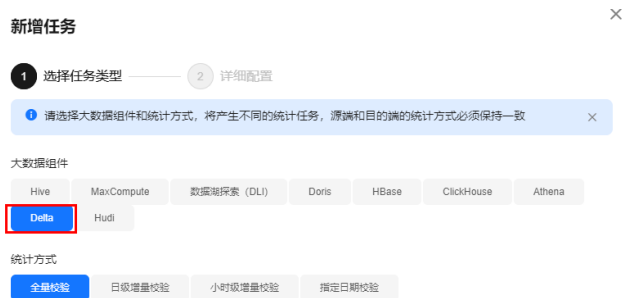 新增任务
1 选择任务类型 2 详细配置
请选择大数据组件和统计方式，将产生不同的统计任务，源端和目的端的统计方式必须保持一致
大数据组件
Hive MaxCompute 数据湖探索（DLI） Doris HBase ClickHouse Athena
Delta Hudi
统计方式
全量校验 日级增量校验 小时级增量校验 指定日期校验